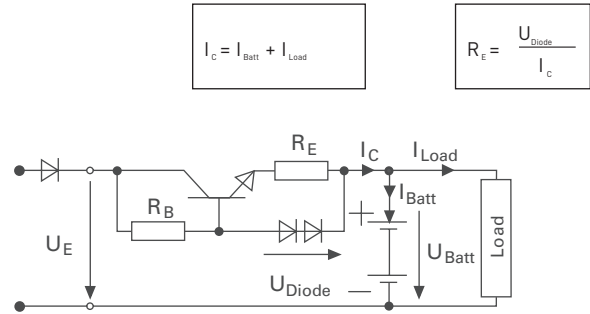 I_C = I_Batt + I_Load
R_E = U_Diode / I_C
R_E
I_C
I_Load
R_B
I_Batt
+
U_E
U_Batt
Load
U_Diode
−